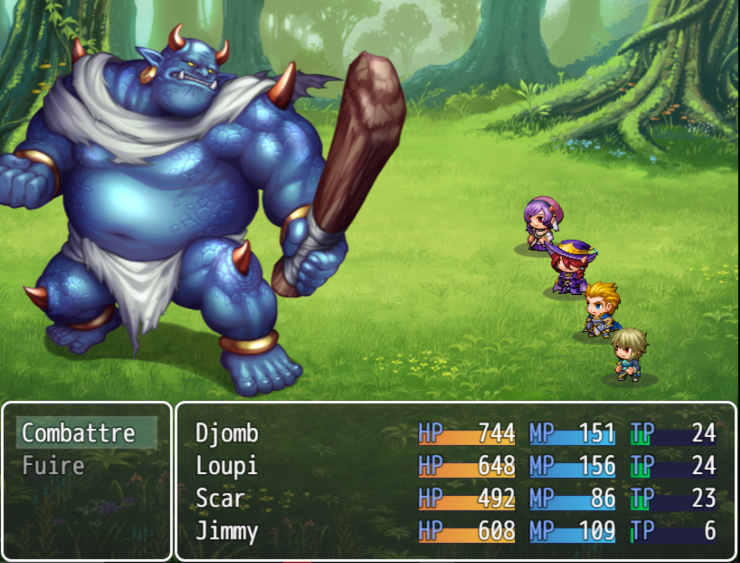 Combattre
Fuire
Djomb HP 744 MP 151 TP 24
Loupi HP 648 MP 156 TP 24
Scar HP 492 MP 86 TP 23
Jimmy HP 608 MP 109 TP 6